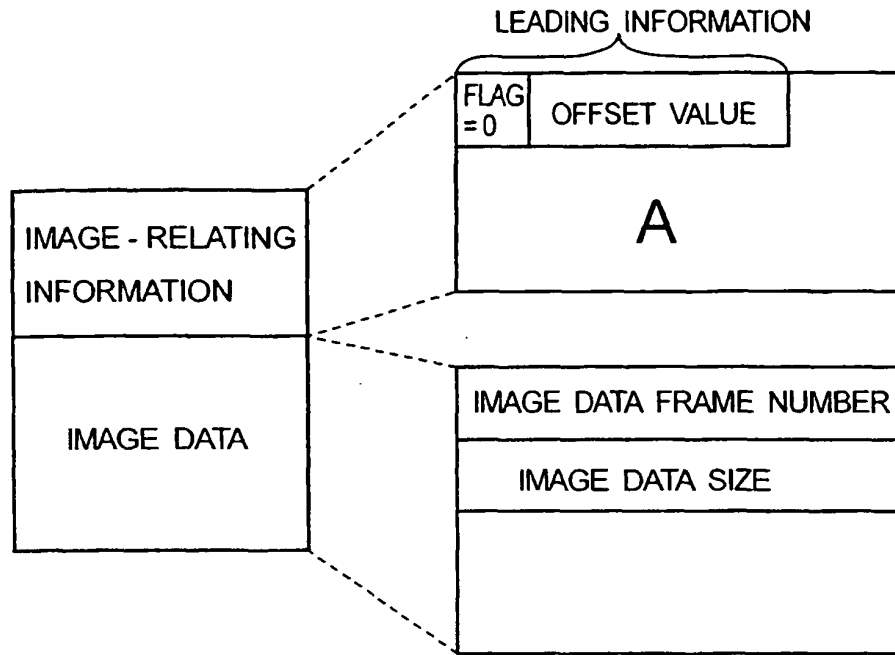 LEADING INFORMATION
FLAG
=0
OFFSET VALUE
A
IMAGE - RELATING
INFORMATION
IMAGE DATA
IMAGE DATA FRAME NUMBER
IMAGE DATA SIZE